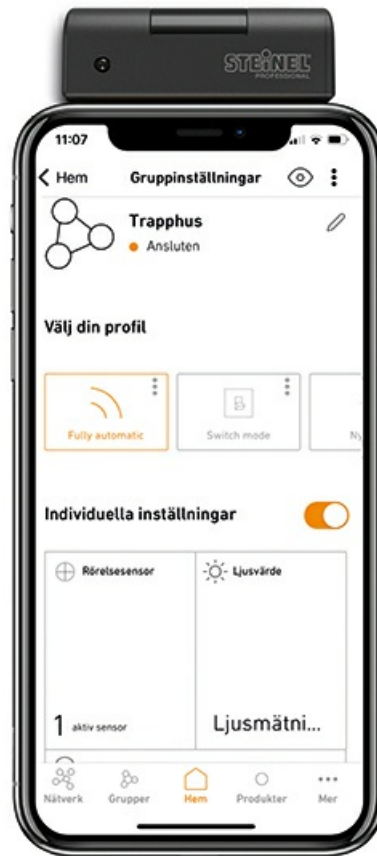 STEINEL
PROFESSIONAL
11:07
Hem Gruppinställningar
Trapphus
Ansluten
Välj din profil
Fully automatic Switch mode Ny
Individuella inställningar
Rörelsesensor Ljusvärde
1 aktiv sensor Ljusmätni...
Nätverk Grupper Hem Produkter Mer